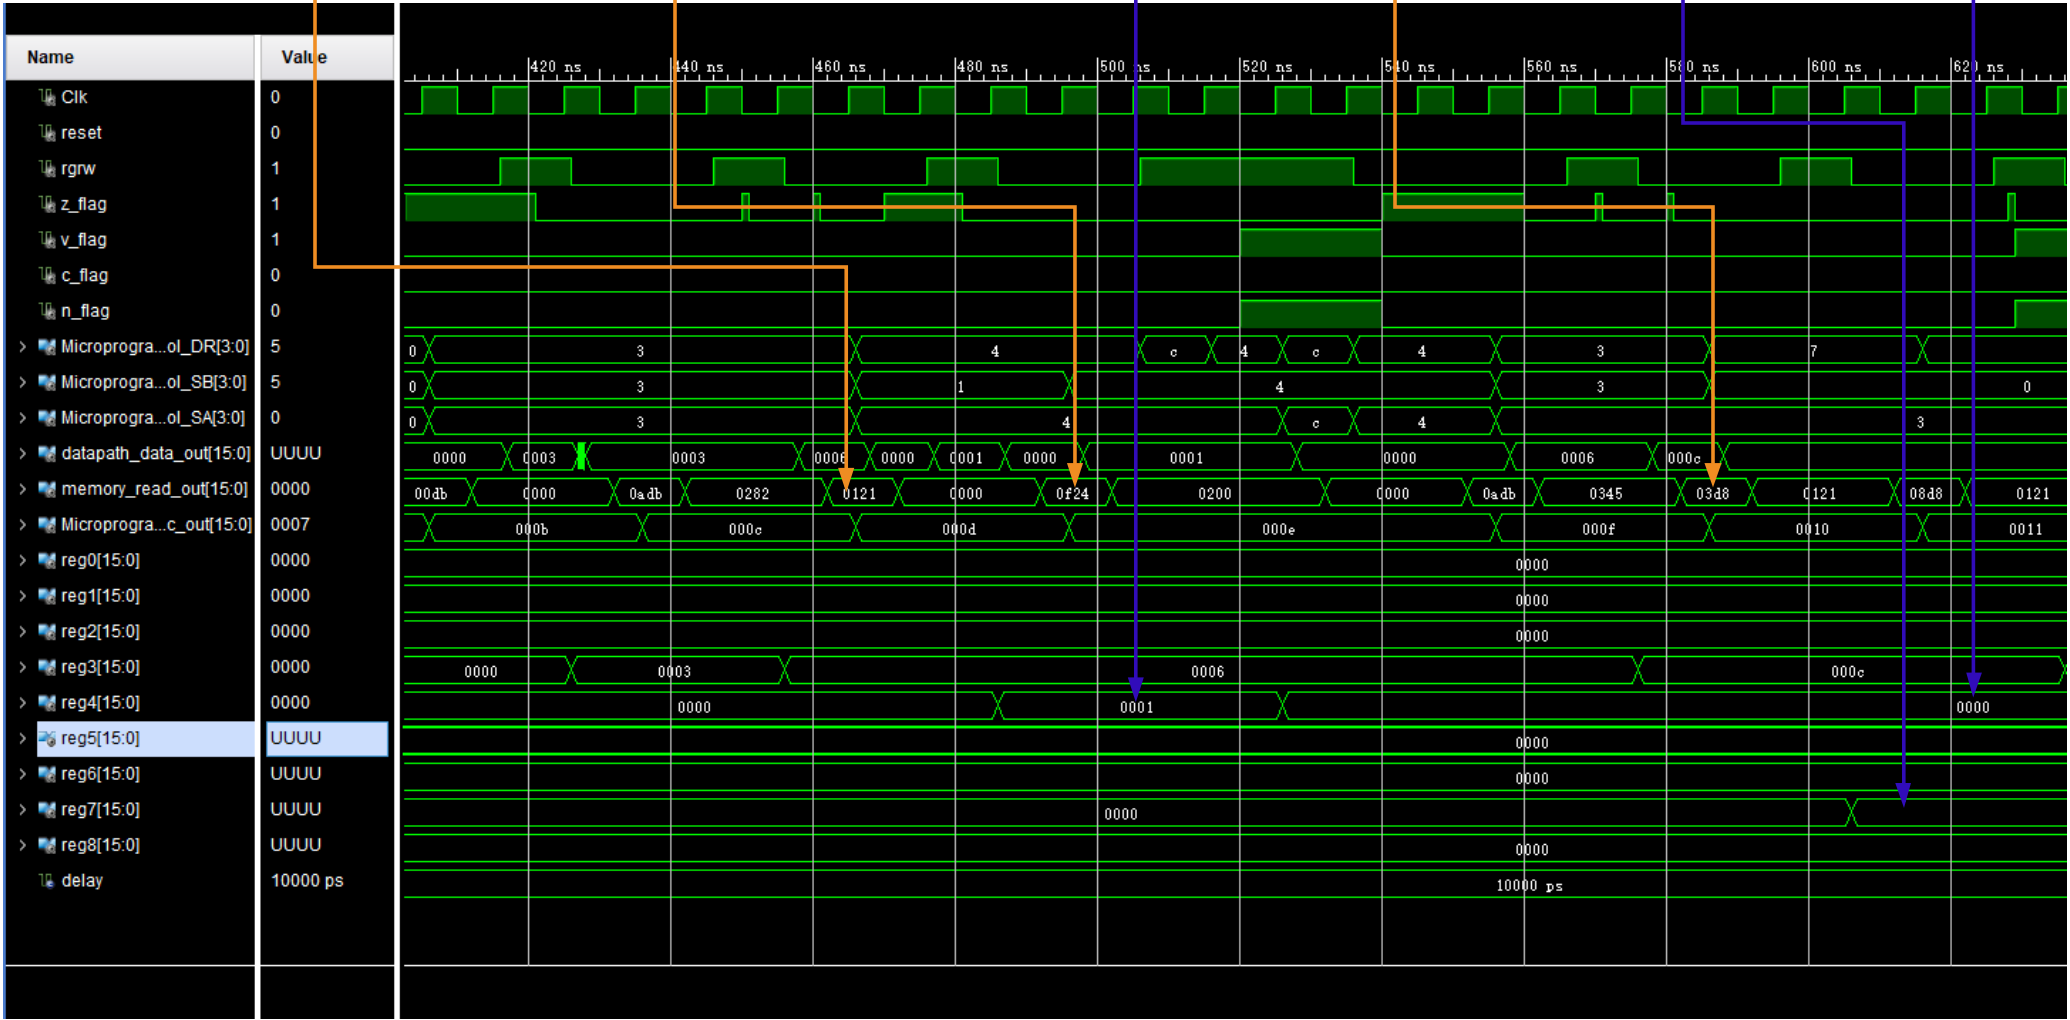 Name Value
420 ns 440 ns 460 ns 480 ns 500 ns 520 ns 540 ns 560 ns 580 ns 600 ns 620 ns
Clk 0
reset 0
rgrw 1
z_flag 1
v_flag 1
c_flag 0
n_flag 0
Microprogra...ol_DR[3:0] 5 0 3 4 c 4 c 4 3 7
Microprogra...ol_SB[3:0] 5 0 3 1 4 3 0
Microprogra...ol_SA[3:0] 0 0 3 4 c 4 3
datapath_data_out[15:0] UUUU 0000 0003 0003 0006 0000 0001 0000 0001 0000 0006 000c
memory_read_out[15:0] 0000 00db 0000 0adb 0282 0121 0000 0f24 0200 0000 0adb 0345 03d8 0121 08d8 0121
Microprogra...c_out[15:0] 0007 000b 000c 000d 000e 000f 0010 0011
reg0[15:0] 0000 0000
reg1[15:0] 0000 0000
reg2[15:0] 0000 0000
reg3[15:0] 0000 0000 0003 0006 000c
reg4[15:0] 0000 0000 0001 0000
reg5[15:0] UUUU 0000
reg6[15:0] UUUU 0000
reg7[15:0] UUUU 0000
reg8[15:0] UUUU 0000
delay 10000 ps 10000 ps